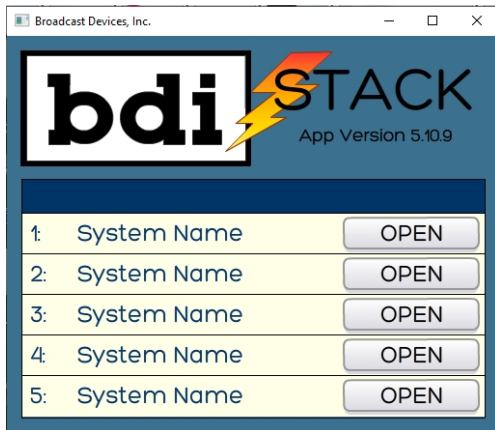 Broadcast Devices, Inc.
bdi STACK
App Version 5.10.9
1: System Name OPEN
2: System Name OPEN
3: System Name OPEN
4: System Name OPEN
5: System Name OPEN